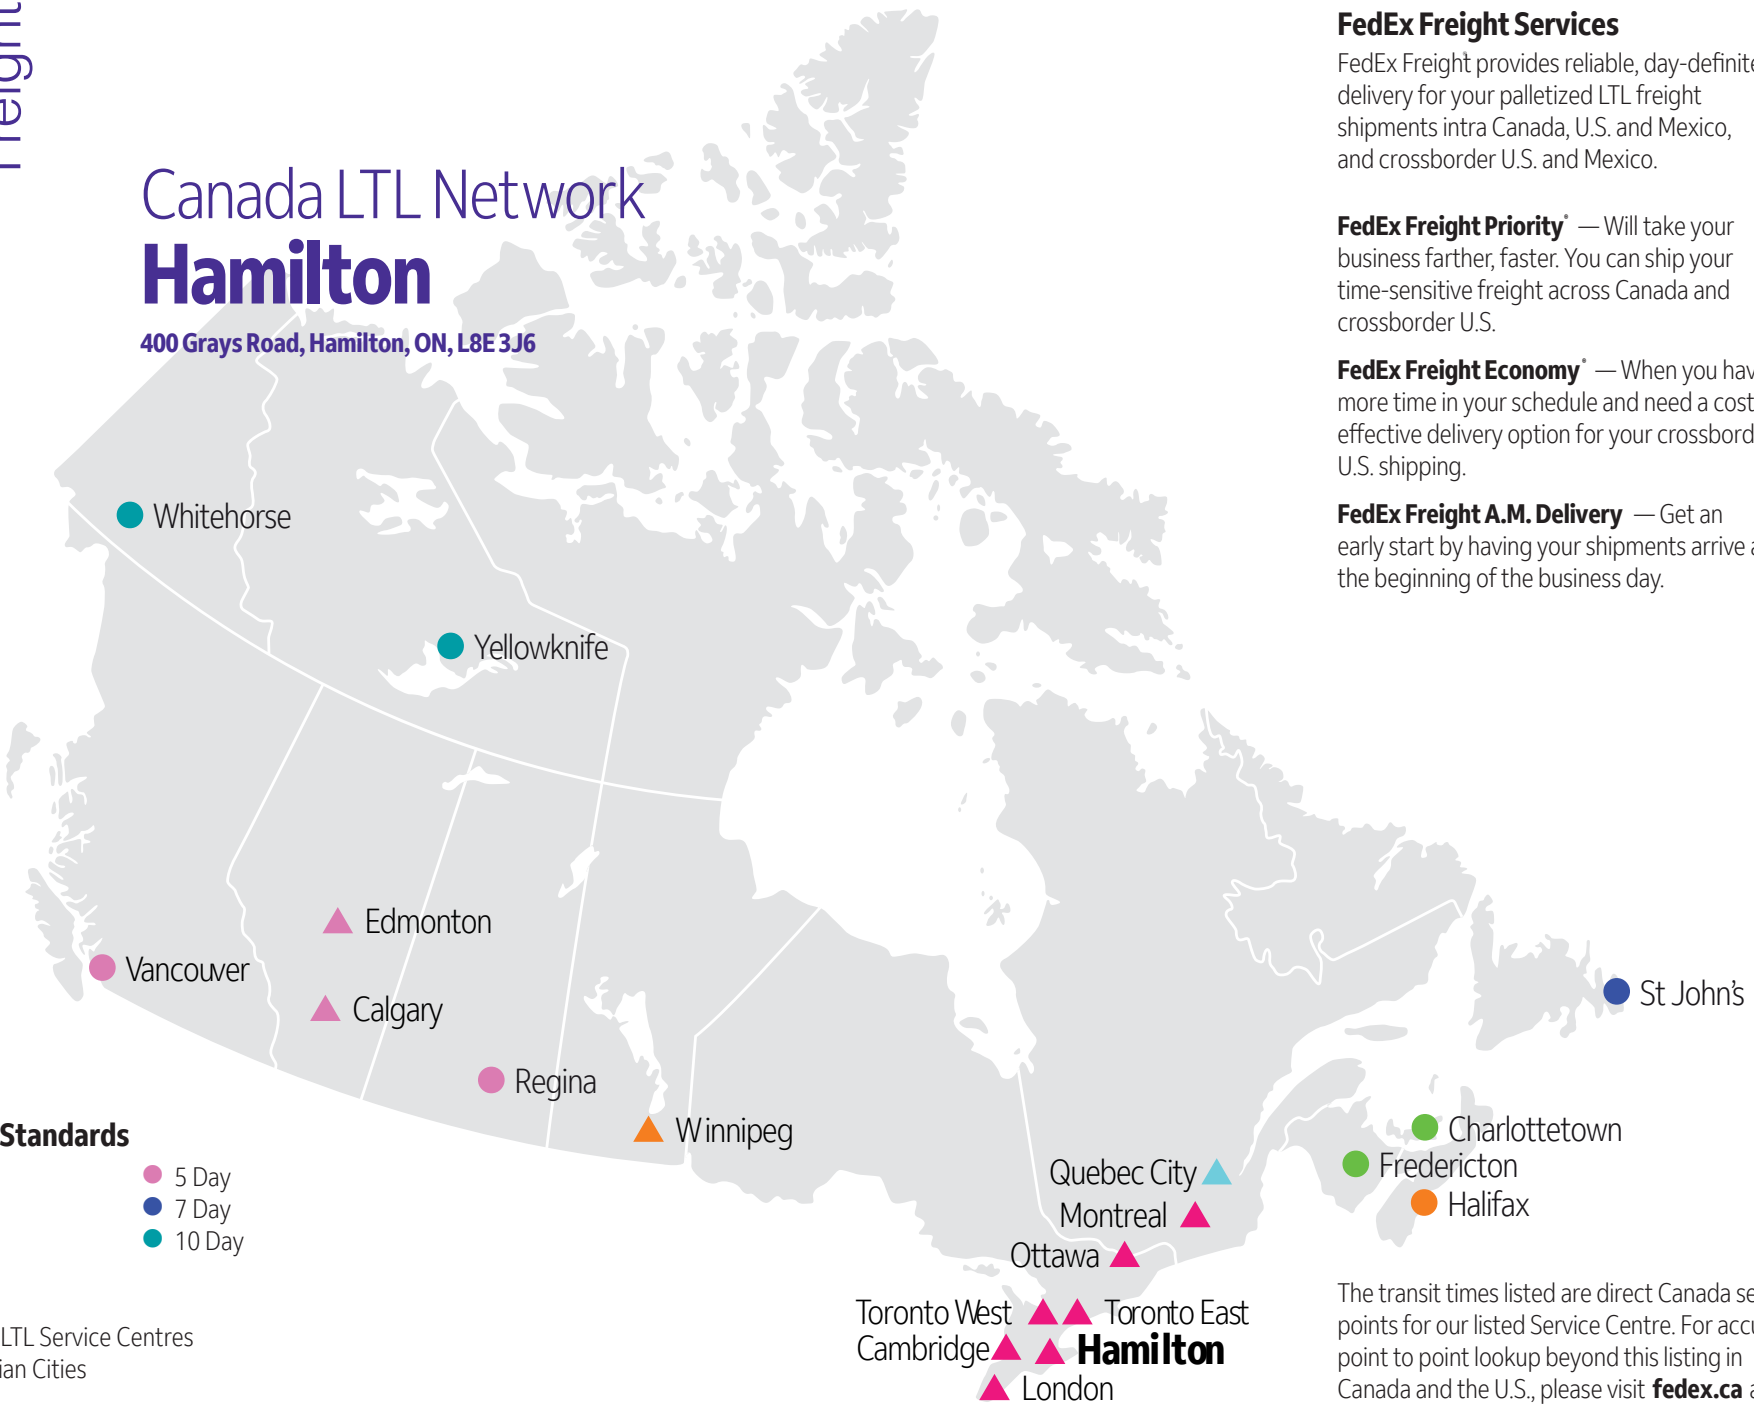 Freight
Canada LTL Network
Hamilton
400 Grays Road, Hamilton, ON, L8E 3J6
Whitehorse
Yellowknife
Edmonton
Vancouver
Calgary
Regina
Winnipeg
St John's
Charlottetown
Fredericton
Halifax
Quebec City
Montreal
Ottawa
Toronto West
Toronto East
Cambridge
Hamilton
London
Standards
5 Day
7 Day
10 Day
LTL Service Centres
Cities
FedEx Freight Services
FedEx Freight provides reliable, day-definite
delivery for your palletized LTL freight
shipments intra Canada, U.S. and Mexico,
and crossborder U.S. and Mexico.
FedEx Freight Priority® — Will take your
business farther, faster. You can ship your
time-sensitive freight across Canada and
crossborder U.S.
FedEx Freight Economy® — When you
more time in your schedule and need a cost
effective delivery option for your
U.S. shipping.
FedEx Freight A.M. Delivery — Get an
early start by having your shipments arrive
the beginning of the business day.
The transit times listed are direct Canada
points for our listed Service Centre. For
point to point lookup beyond this listing in
Canada and the U.S., please visit fedex.ca